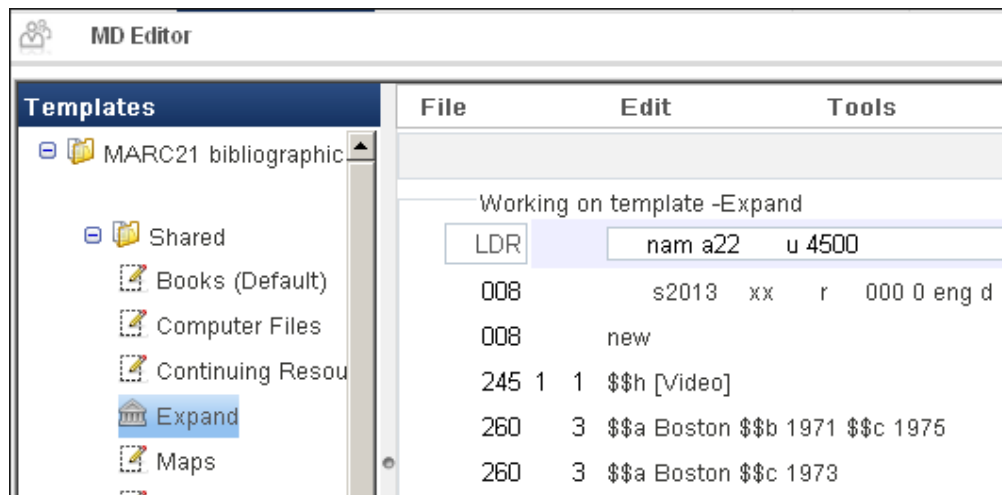 MD Editor
Templates
MARC21 bibliographic
Shared
Books (Default)
Computer Files
Continuing Resou
Expand
Maps
File Edit Tools
Working on template -Expand
LDR nam a22 u 4500
008 s2013 xx r 000 0 eng d
008 new
245 1 1 $$h [Video]
260 3 $$a Boston $$b 1971 $$c 1975
260 3 $$a Boston $$c 1973